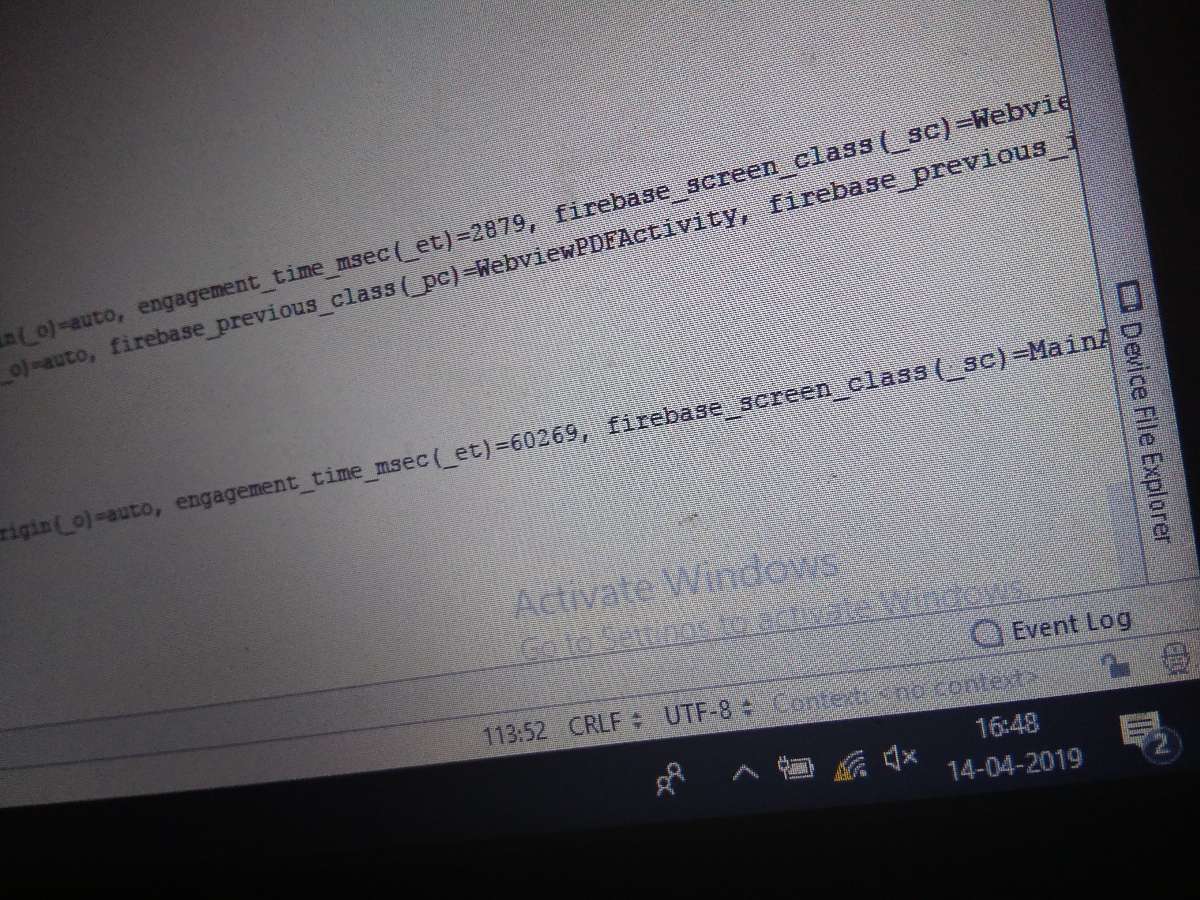 in(_o)=auto, engagement_time_msec(_et)=2879, firebase_screen_class(_sc)=Webvie
_o)=auto, firebase_previous_class(_pc)=WebviewPDFActivity, firebase_previous_i
rigin(_o)=auto, engagement_time_msec(_et)=60269, firebase_screen_class(_sc)=MainA
Device File Explorer
Activate Windows
Go to Settings to activate Windows.
Event Log
113:52 CRLF UTF-8 Context: <no context>
16:48
14-04-2019
2